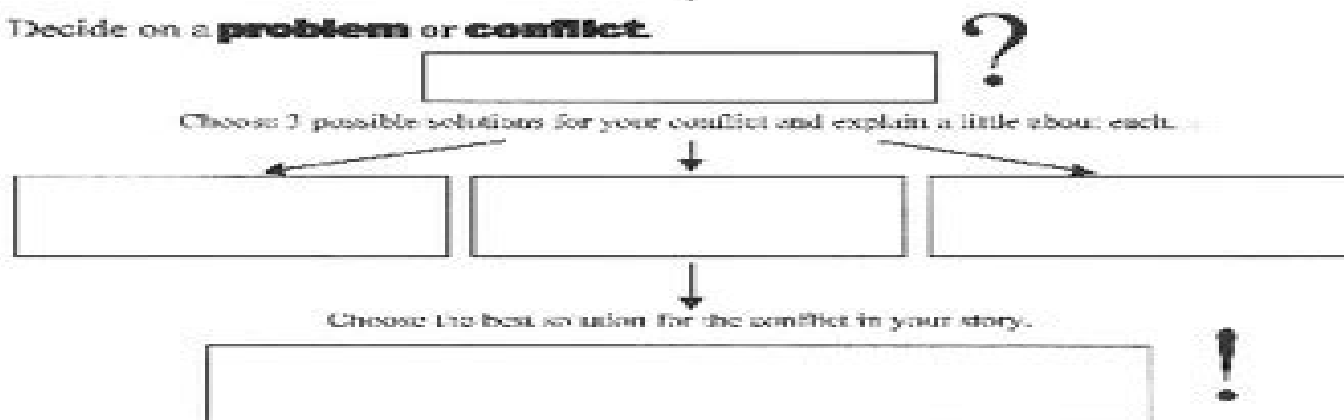 Decide on a problem or conflict.
?
Choose 3 possible solutions for your conflict and explain a little about each.
Choose the best solution for the conflict in your story.
!